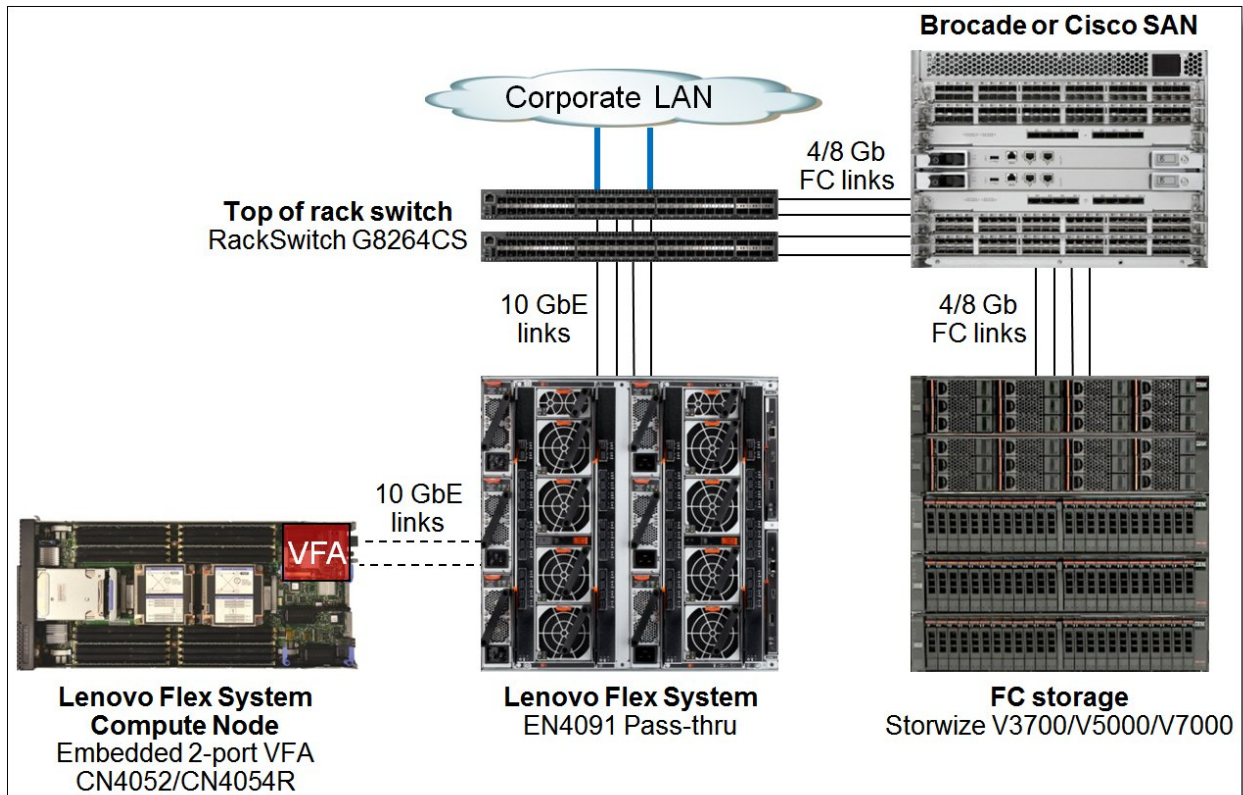 Brocade or Cisco SAN
Corporate LAN
4/8 Gb
FC links
Top of rack switch
RackSwitch G8264CS
10 GbE
links
4/8 Gb
FC links
10 GbE
links
VFA
Lenovo Flex System
Compute Node
Embedded 2-port VFA
CN4052/CN4054R
Lenovo Flex System
EN4091 Pass-thru
FC storage
Storwize V3700/V5000/V7000